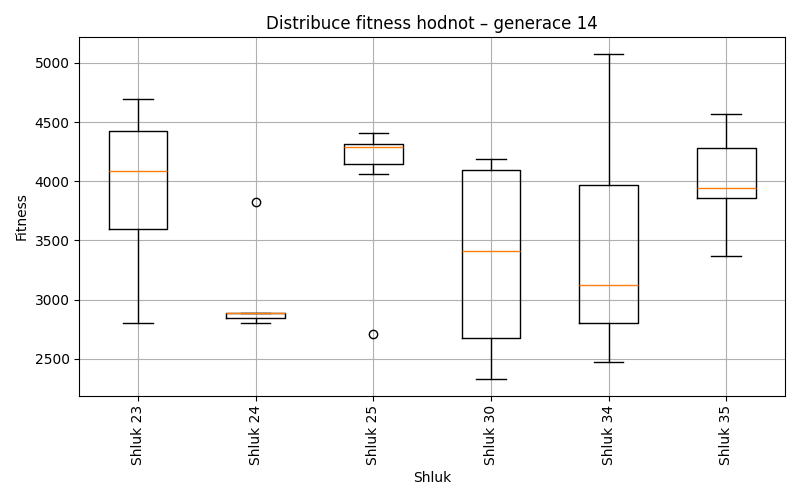 Distribuce fitness hodnot – generace 14
5000
4500
4000
3500
3000
2500
Fitness
Shluk 23
Shluk 24
Shluk 25
Shluk 30
Shluk 34
Shluk 35
Shluk